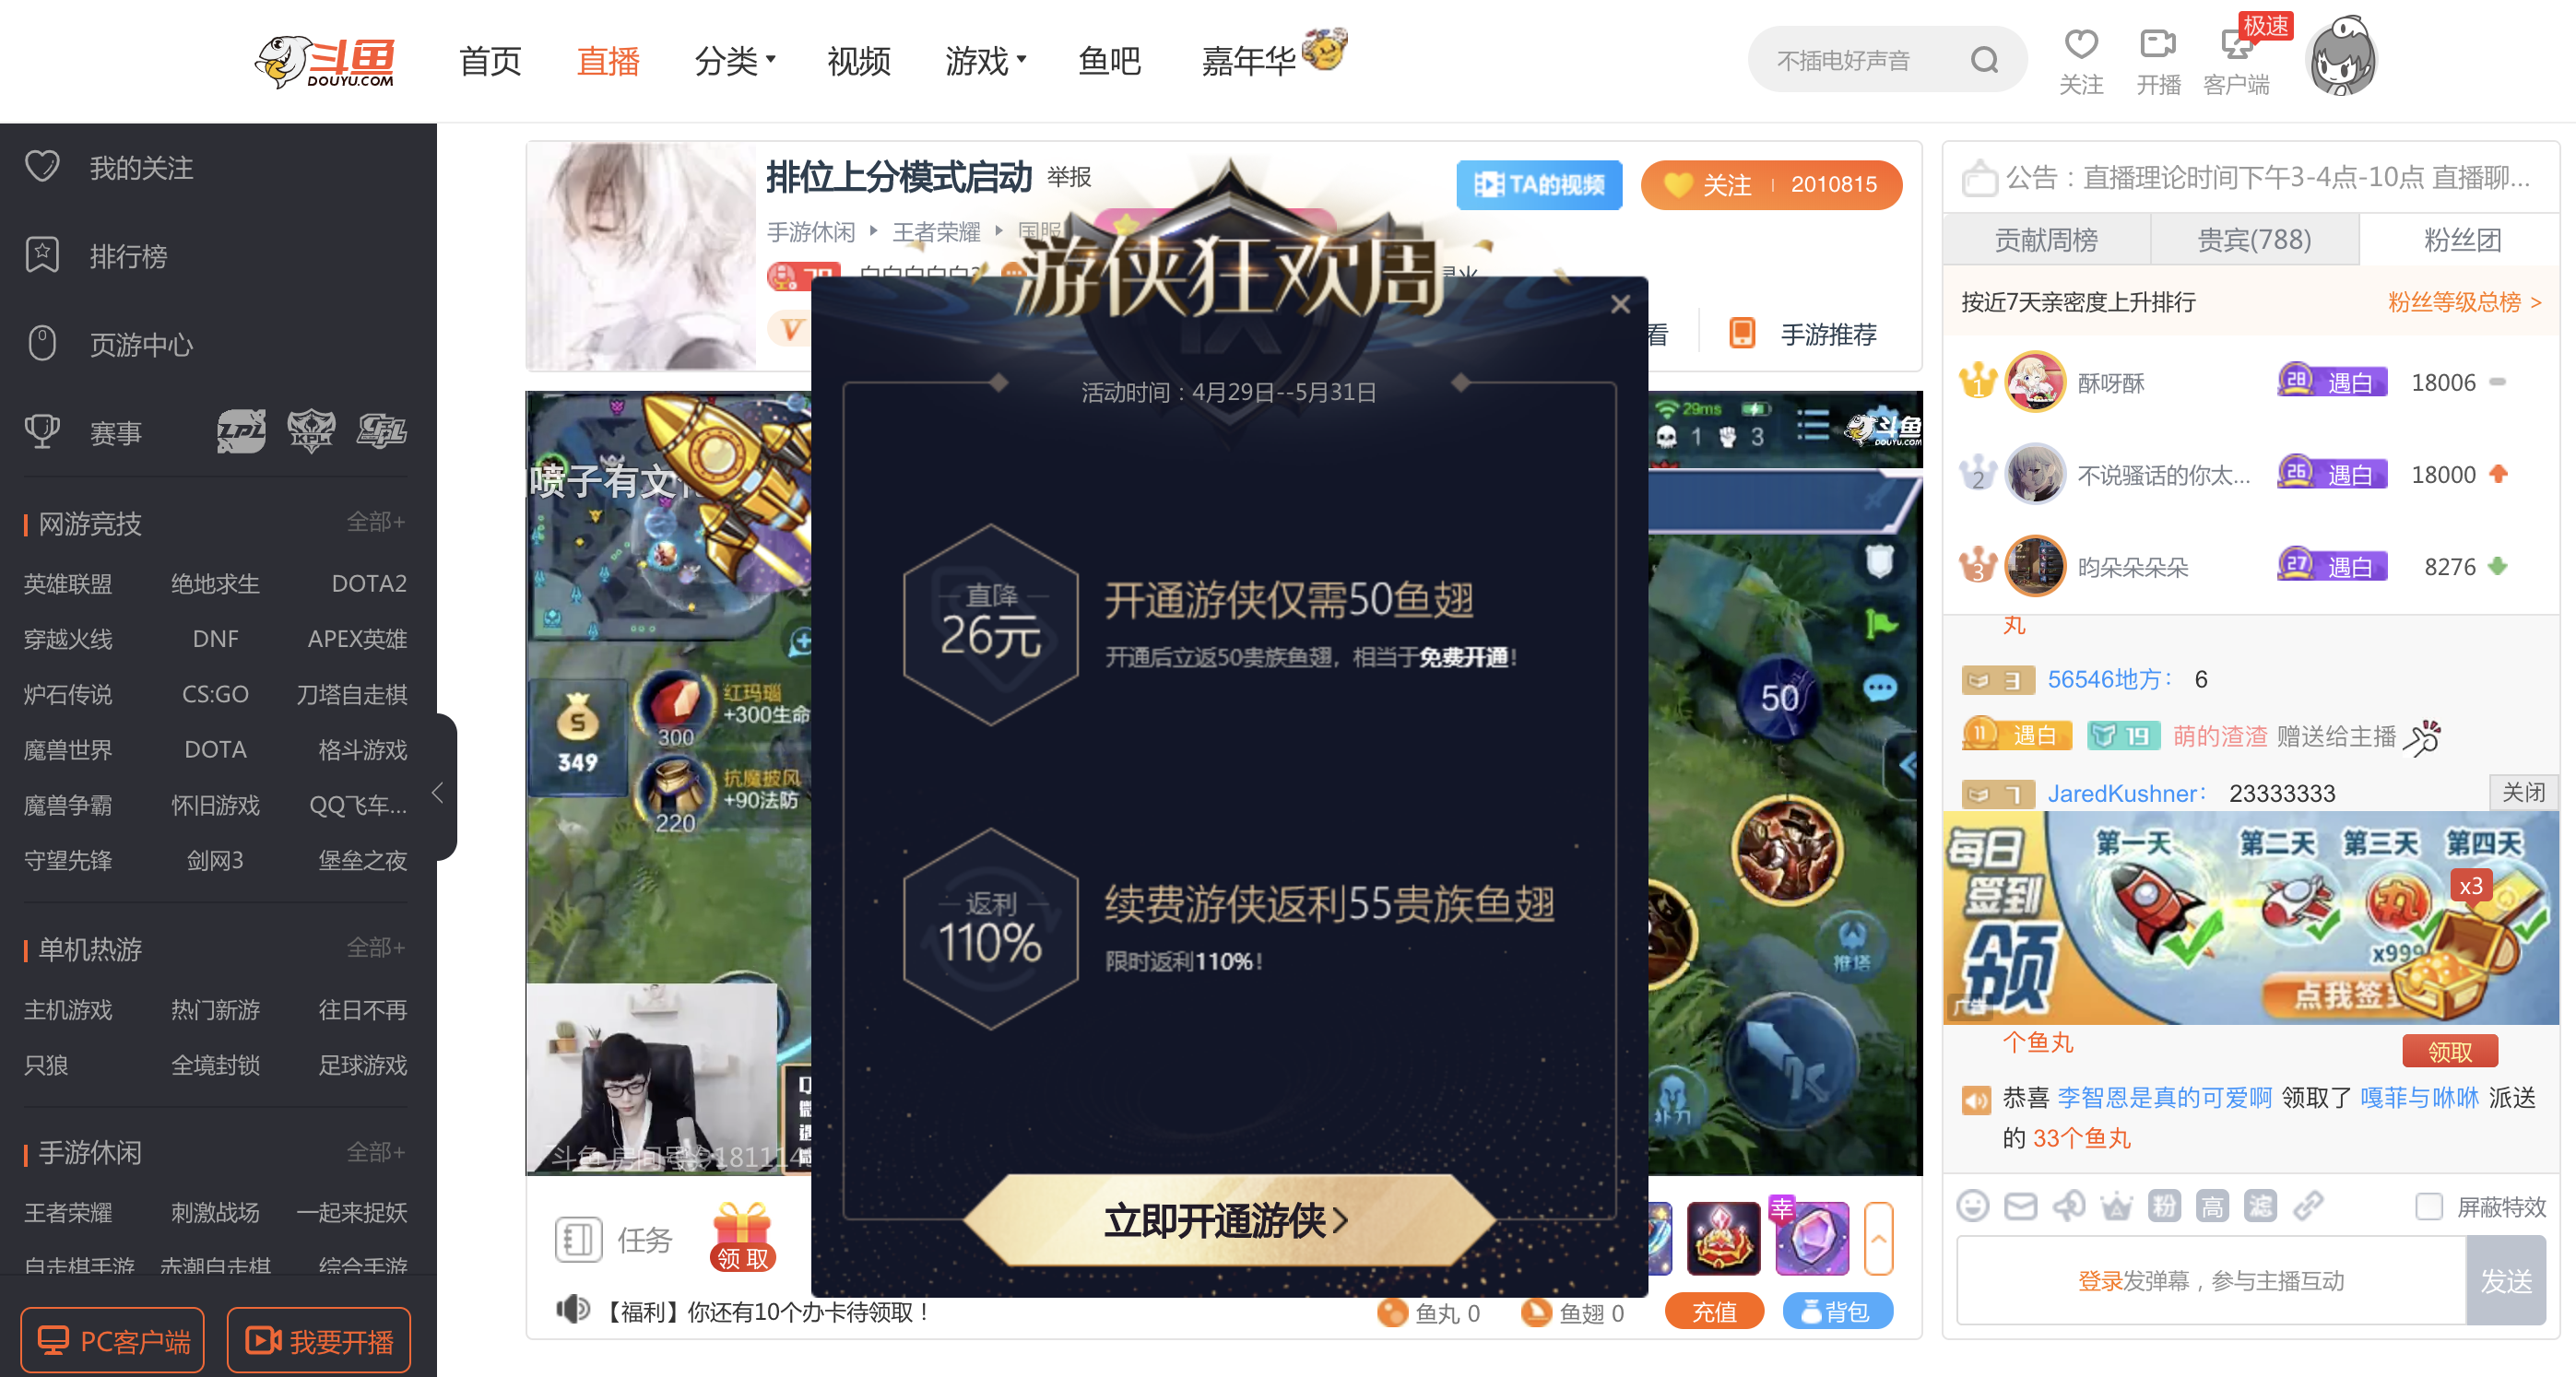 斗鱼
DOUYU.COM
首页
直播
分类
视频
游戏
鱼吧
嘉年华
不插电好声音
关注
开播
客户端
极速
我的关注
排行榜
页游中心
赛事
LPL
KPL
网游竞技
全部+
英雄联盟 绝地求生 DOTA2
穿越火线 DNF APEX英雄
炉石传说 CS:GO 刀塔自走棋
魔兽世界 DOTA 格斗游戏
魔兽争霸 怀旧游戏 QQ飞车...
守望先锋 剑网3 堡垒之夜
单机热游
全部+
主机游戏 热门新游 往日不再
只狼 全境封锁 足球游戏
手游休闲
全部+
王者荣耀 刺激战场 一起来捉妖
自走棋手游 赤潮自走棋 综合手游
PC客户端
我要开播
排位上分模式启动 举报
手游休闲 王者荣耀 国服
TA的视频
关注 2010815
看
手游推荐
游侠狂欢周
活动时间：4月29日--5月31日
直降
26元
开通游侠仅需50鱼翅
开通后立返50贵族鱼翅，相当于免费开通！
返利
110%
续费游侠返利55贵族鱼翅
限时返利110%！
立即开通游侠
喷子有文
349
红玛瑙
+300生命
300
抗魔披风
+90法防
220
29ms
1 3
斗鱼
DOUYU.COM
50
推塔
补刀
任务
领取
幸
【福利】你还有10个办卡待领取！
鱼丸 0
鱼翅 0
充值
背包
公告：直播理论时间下午3-4点-10点 直播聊...
贡献周榜
贵宾(788)
粉丝团
按近7天亲密度上升排行
粉丝等级总榜 >
1 酥呀酥 28 遇白 18006
2 不说骚话的你太... 26 遇白 18000
3 昀朵朵朵朵 27 遇白 8276
丸
3 56546地方： 6
11 遇白 19 萌的渣渣 赠送给主播
7 JaredKushner： 23333333
关闭
每日
签到
领
第一天 第二天 第三天 第四天
x3
x999
点我签到
广告
个鱼丸
领取
恭喜 李智恩是真的可爱啊 领取了 嘎菲与咻咻 派送
的 33个鱼丸
粉
高
滤
屏蔽特效
登录发弹幕，参与主播互动
发送